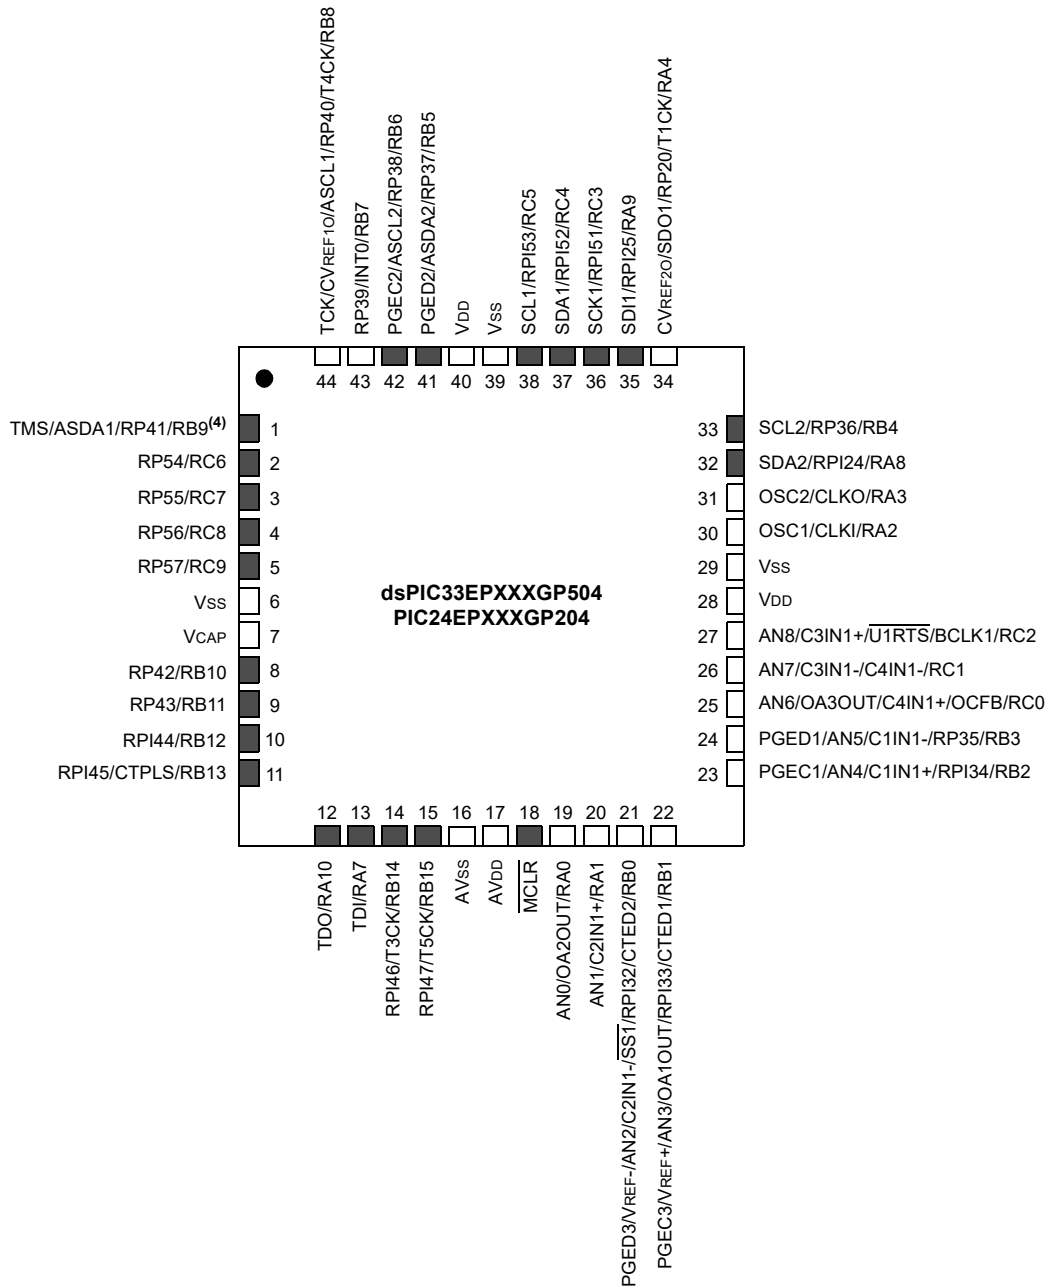 TCK/CVREF1O/ASCL1/RP40/T4CK/RB8
RP39/INT0/RB7
PGEC2/ASCL2/RP38/RB6
PGED2/ASDA2/RP37/RB5
VDD
VSS
SCL1/RPI53/RC5
SDA1/RPI52/RC4
SCK1/RPI51/RC3
SDI1/RPI25/RA9
CVREF2O/SDO1/RP20/T1CK/RA4
44 43 42 41 40 39 38 37 36 35 34
TMS/ASDA1/RP41/RB9(4) 1
RP54/RC6 2
RP55/RC7 3
RP56/RC8 4
RP57/RC9 5
VSS 6
VCAP 7
RP42/RB10 8
RP43/RB11 9
RPI44/RB12 10
RPI45/CTPLS/RB13 11
dsPIC33EPXXXGP504
PIC24EPXXXGP204
33 SCL2/RP36/RB4
32 SDA2/RPI24/RA8
31 OSC2/CLKO/RA3
30 OSC1/CLKI/RA2
29 VSS
28 VDD
27 AN8/C3IN1+/U1RTS/BCLK1/RC2
26 AN7/C3IN1-/C4IN1-/RC1
25 AN6/OA3OUT/C4IN1+/OCFB/RC0
24 PGED1/AN5/C1IN1-/RP35/RB3
23 PGEC1/AN4/C1IN1+/RPI34/RB2
12 13 14 15 16 17 18 19 20 21 22
TDO/RA10
TDI/RA7
RPI46/T3CK/RB14
RPI47/T5CK/RB15
AVSS
AVDD
MCLR
AN0/OA2OUT/RA0
AN1/C2IN1+/RA1
PGED3/VREF-/AN2/C2IN1-/SS1/RPI32/CTED2/RB0
PGEC3/VREF+/AN3/OA1OUT/RPI33/CTED1/RB1